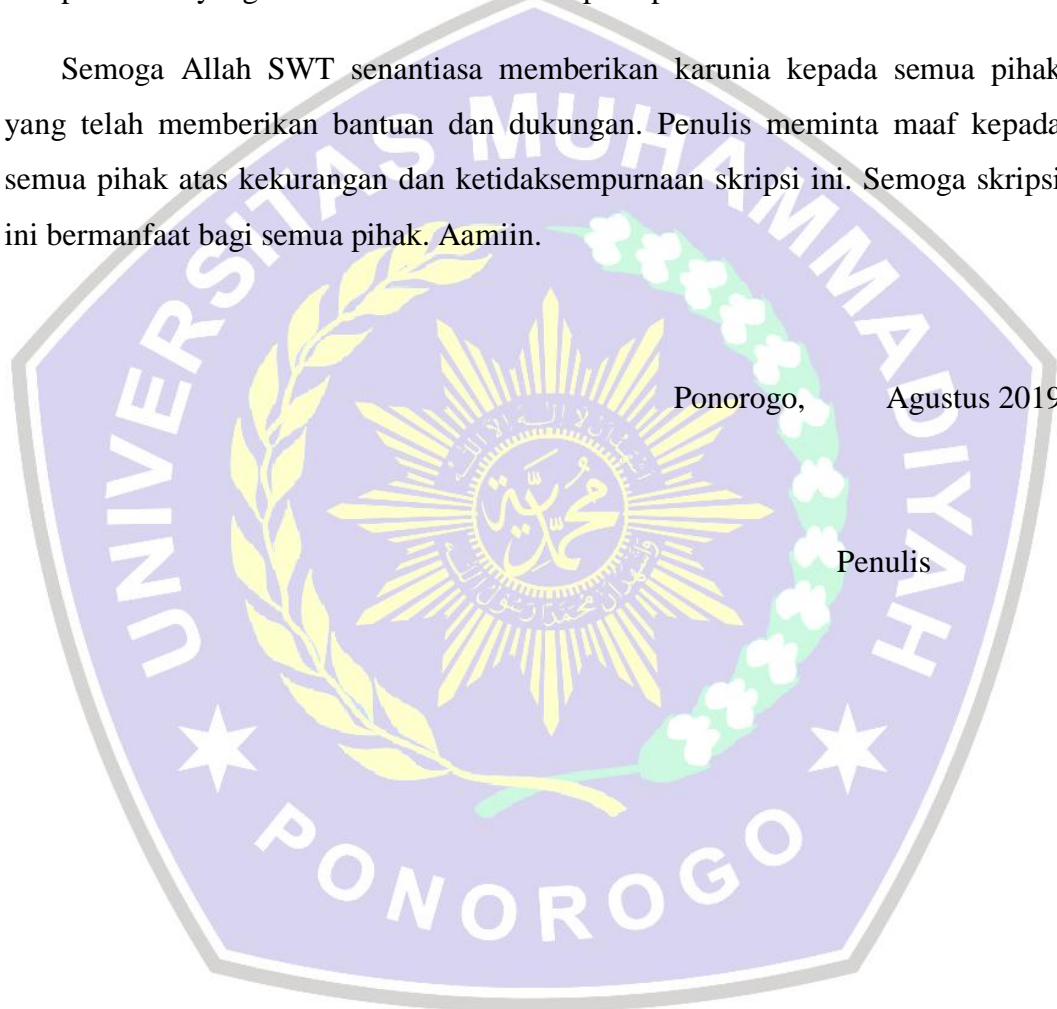 Semoga Allah SWT senantiasa memberikan karunia kepada semua pihak
yang telah memberikan bantuan dan dukungan. Penulis meminta maaf kepada
semua pihak atas kekurangan dan ketidaksempurnaan skripsi ini. Semoga skripsi
ini bermanfaat bagi semua pihak. Aamiin.
Ponorogo, Agustus 2019
Penulis
UNIVERSITAS MUHAMMADIYAH
PONOROGO
محمدية